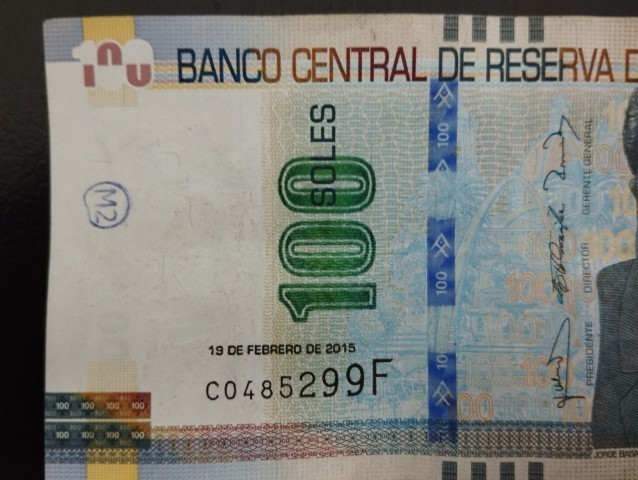 BANCO CENTRAL DE RESERVA D
M2
100
SOLES
100
100
100
10
PRESIDENTE DIRECTOR GERENTE GENERAL
19 DE FEBRERO DE 2015
C0485299F
100 100 100 100
100 100 100 100
JORGE BASA